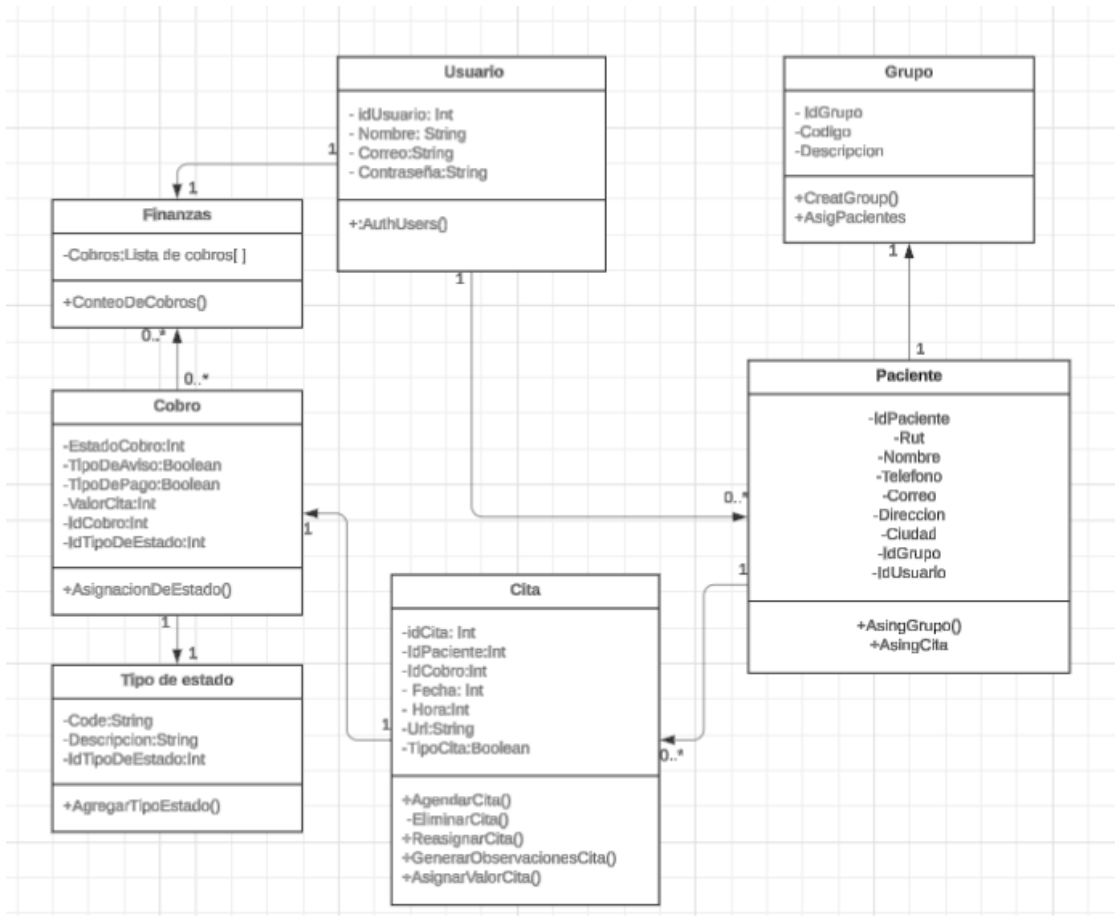 Usuario
- idUsuario: Int
- Nombre: String
- Correo:String
- Contraseña:String
+:AuthUsers()
1
1
1
Finanzas
-Cobros:Lista de cobros[ ]
+ConteoDeCobros()
0..*
0..*
Cobro
-EstadoCobro:Int
-TipoDeAviso:Boolean
-TipoDePago:Boolean
-ValorCita:Int
-IdCobro:Int
-IdTipoDeEstado:Int
+AsignacionDeEstado()
1
1
1
Tipo de estado
-Code:String
-Descripcion:String
-IdTipoDeEstado:Int
+AgregarTipoEstado()
Cita
-idCita: Int
-IdPaciente:Int
-IdCobro:Int
- Fecha: Int
- Hora:Int
-Url:String
-TipoCita:Boolean
+AgendarCita()
-EliminarCita()
+ReasignarCita()
+GenerarObservacionesCita()
+AsignarValorCita()
1
0..*
Grupo
- IdGrupo
-Codigo
-Descripcion
+CreatGroup()
+AsigPacientes
1
1
Paciente
-IdPaciente
-Rut
-Nombre
-Telefono
-Correo
-Direccion
-Ciudad
-IdGrupo
-IdUsuario
+AsingGrupo()
+AsingCita
0..*
1